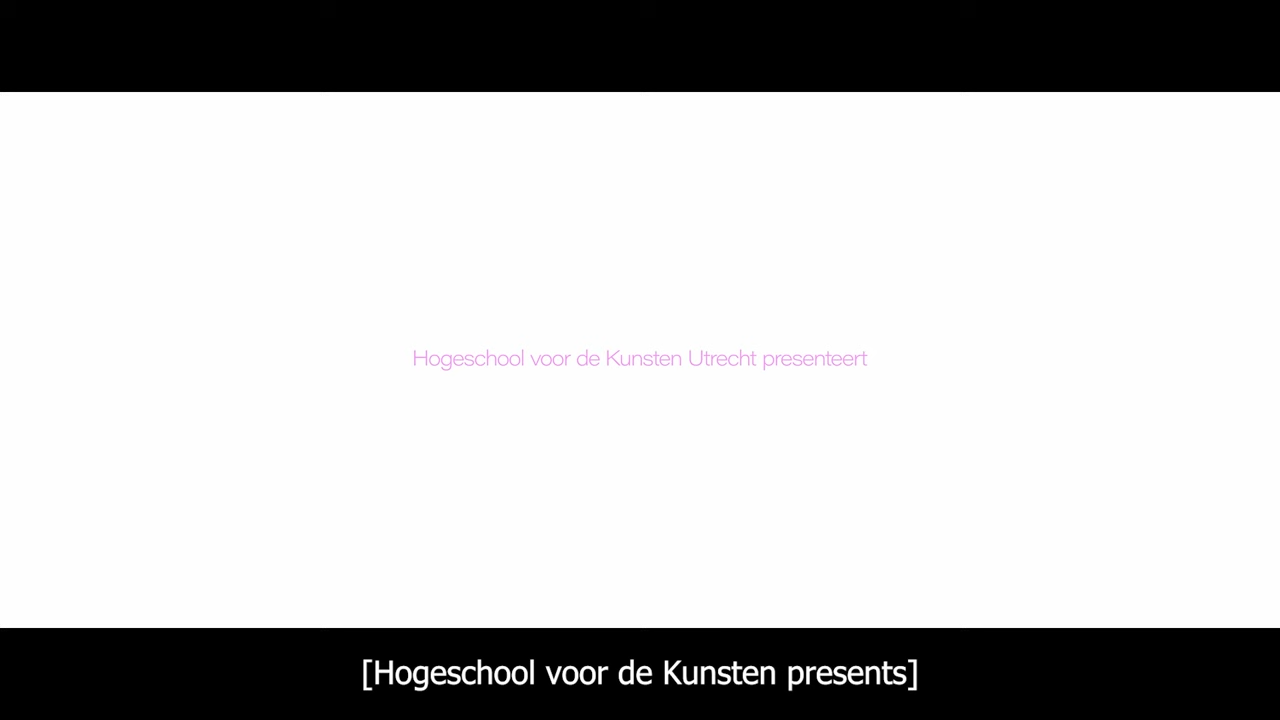 Hogeschool voor de Kunsten Utrecht presenteert
[Hogeschool voor de Kunsten presents]